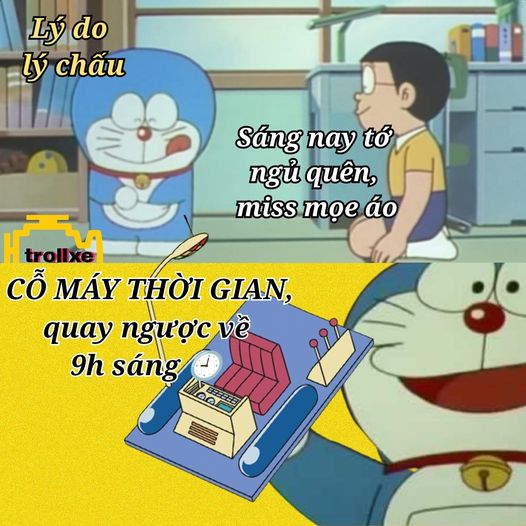 Lý do
lý chấu
Sáng nay tớ
ngủ quên,
miss mọe áo
trollxe
CỖ MÁY THỜI GIAN,
quay ngược về
9h sáng